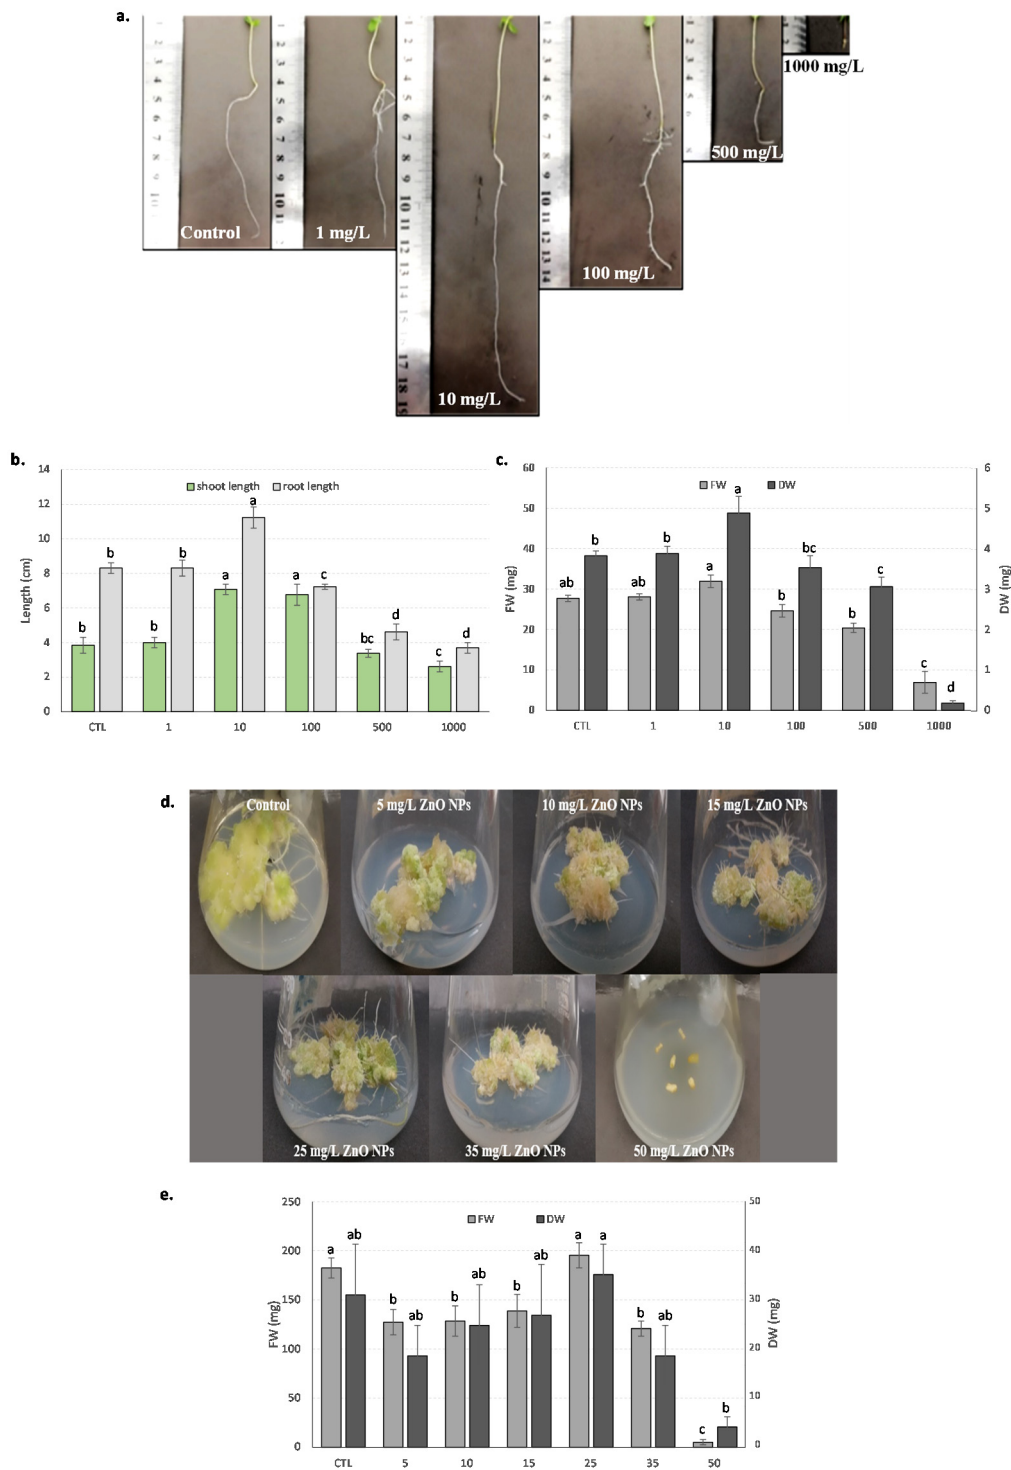 a.
Control
1 mg/L
10 mg/L
100 mg/L
500 mg/L
1000 mg/L
b.
14
12
10
8
6
4
2
0
Length (cm)
shoot length
root length
b
b
b
b
a
a
a
c
bc
d
c
d
CTL
1
10
100
500
1000
c.
60
50
40
30
20
10
0
FW (mg)
6
5
4
3
2
1
0
DW (mg)
FW
DW
ab
b
ab
b
a
a
b
bc
b
c
c
d
CTL
1
10
100
500
1000
d.
Control
5 mg/L ZnO NPs
10 mg/L ZnO NPs
15 mg/L ZnO NPs
25 mg/L ZnO NPs
35 mg/L ZnO NPs
50 mg/L ZnO NPs
e.
250
200
150
100
50
0
FW (mg)
50
40
30
20
10
0
DW (mg)
FW
DW
a
ab
b
ab
b
ab
b
ab
a
a
b
ab
c
b
CTL
5
10
15
25
35
50